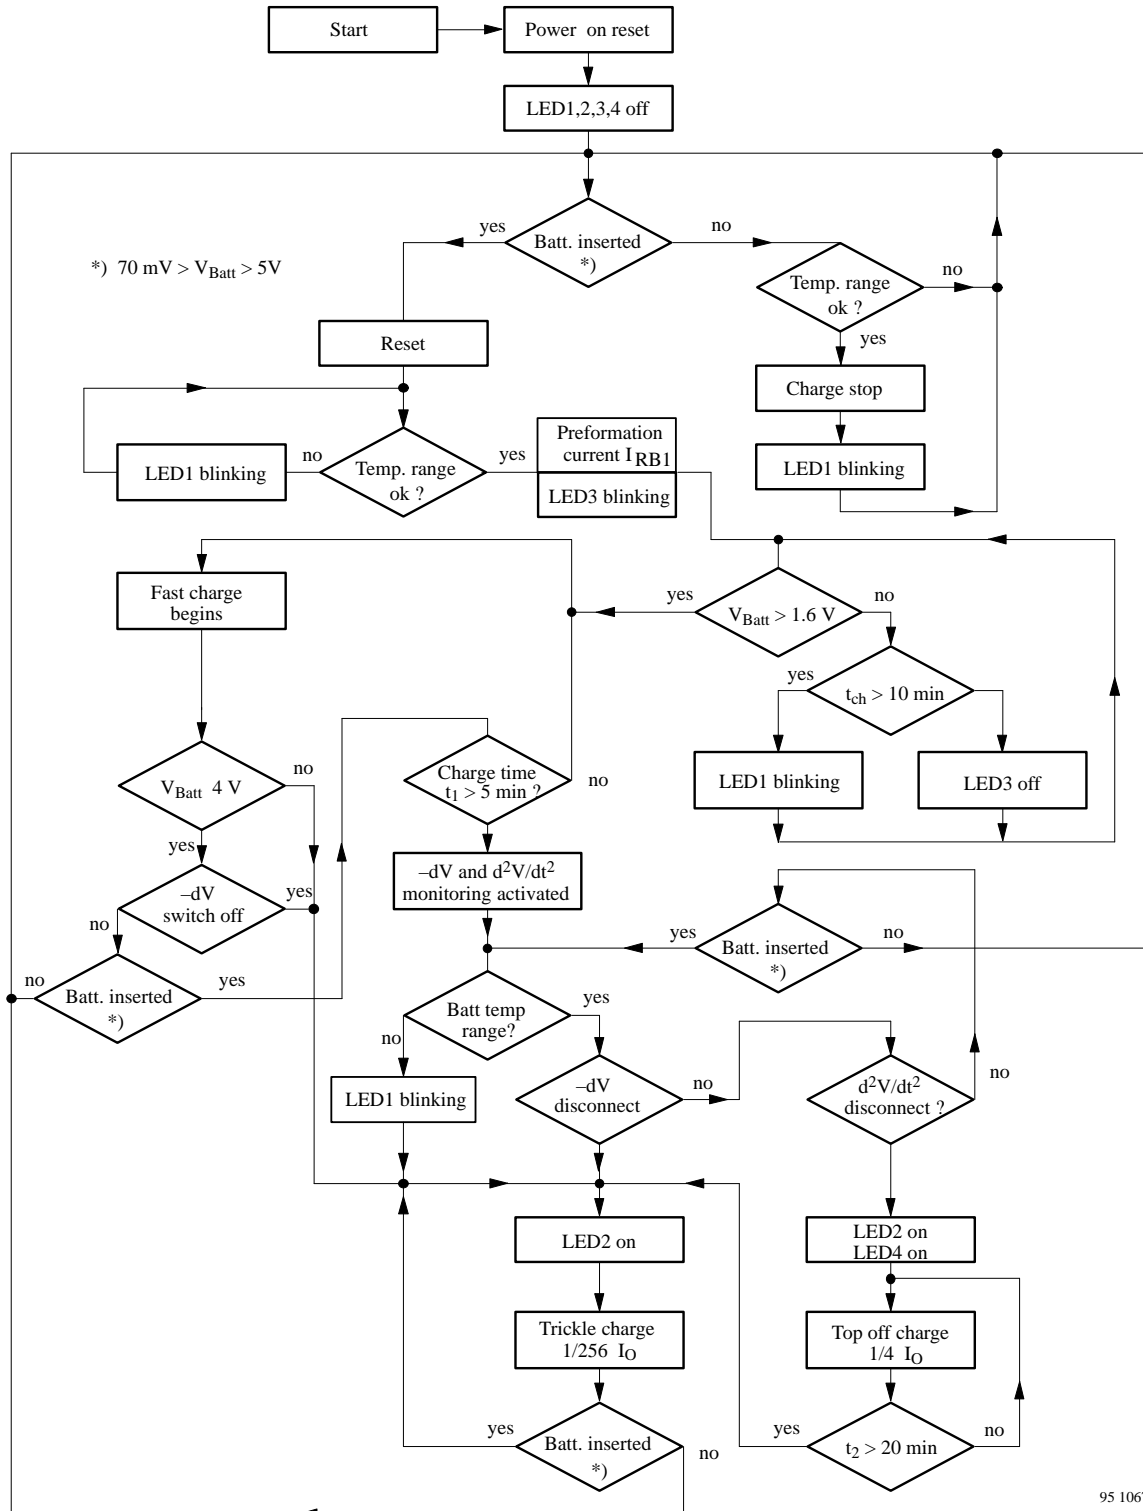 Start
Power on reset
LED1,2,3,4 off
yes
no
Batt. inserted
*)
*) 70 mV > VBatt > 5V
Temp. range
ok ?
no
yes
Reset
Charge stop
LED1 blinking
LED1 blinking
no
Temp. range
ok ?
yes
Preformation
current IRB1
LED3 blinking
Fast charge
begins
yes
no
VBatt > 1.6 V
yes
tch > 10 min
LED1 blinking
LED3 off
VBatt 4 V
no
yes
Charge time
t1 > 5 min ?
no
–dV
switch off
yes
no
–dV and d²V/dt²
monitoring activated
yes
Batt. inserted
*)
no
no
Batt. inserted
*)
yes
Batt temp
range?
yes
no
LED1 blinking
–dV
disconnect
no
d²V/dt²
disconnect ?
no
LED2 on
LED2 on
LED4 on
Trickle charge
1/256 IO
Top off charge
1/4 IO
yes
Batt. inserted
*)
no
yes
t2 > 20 min
no